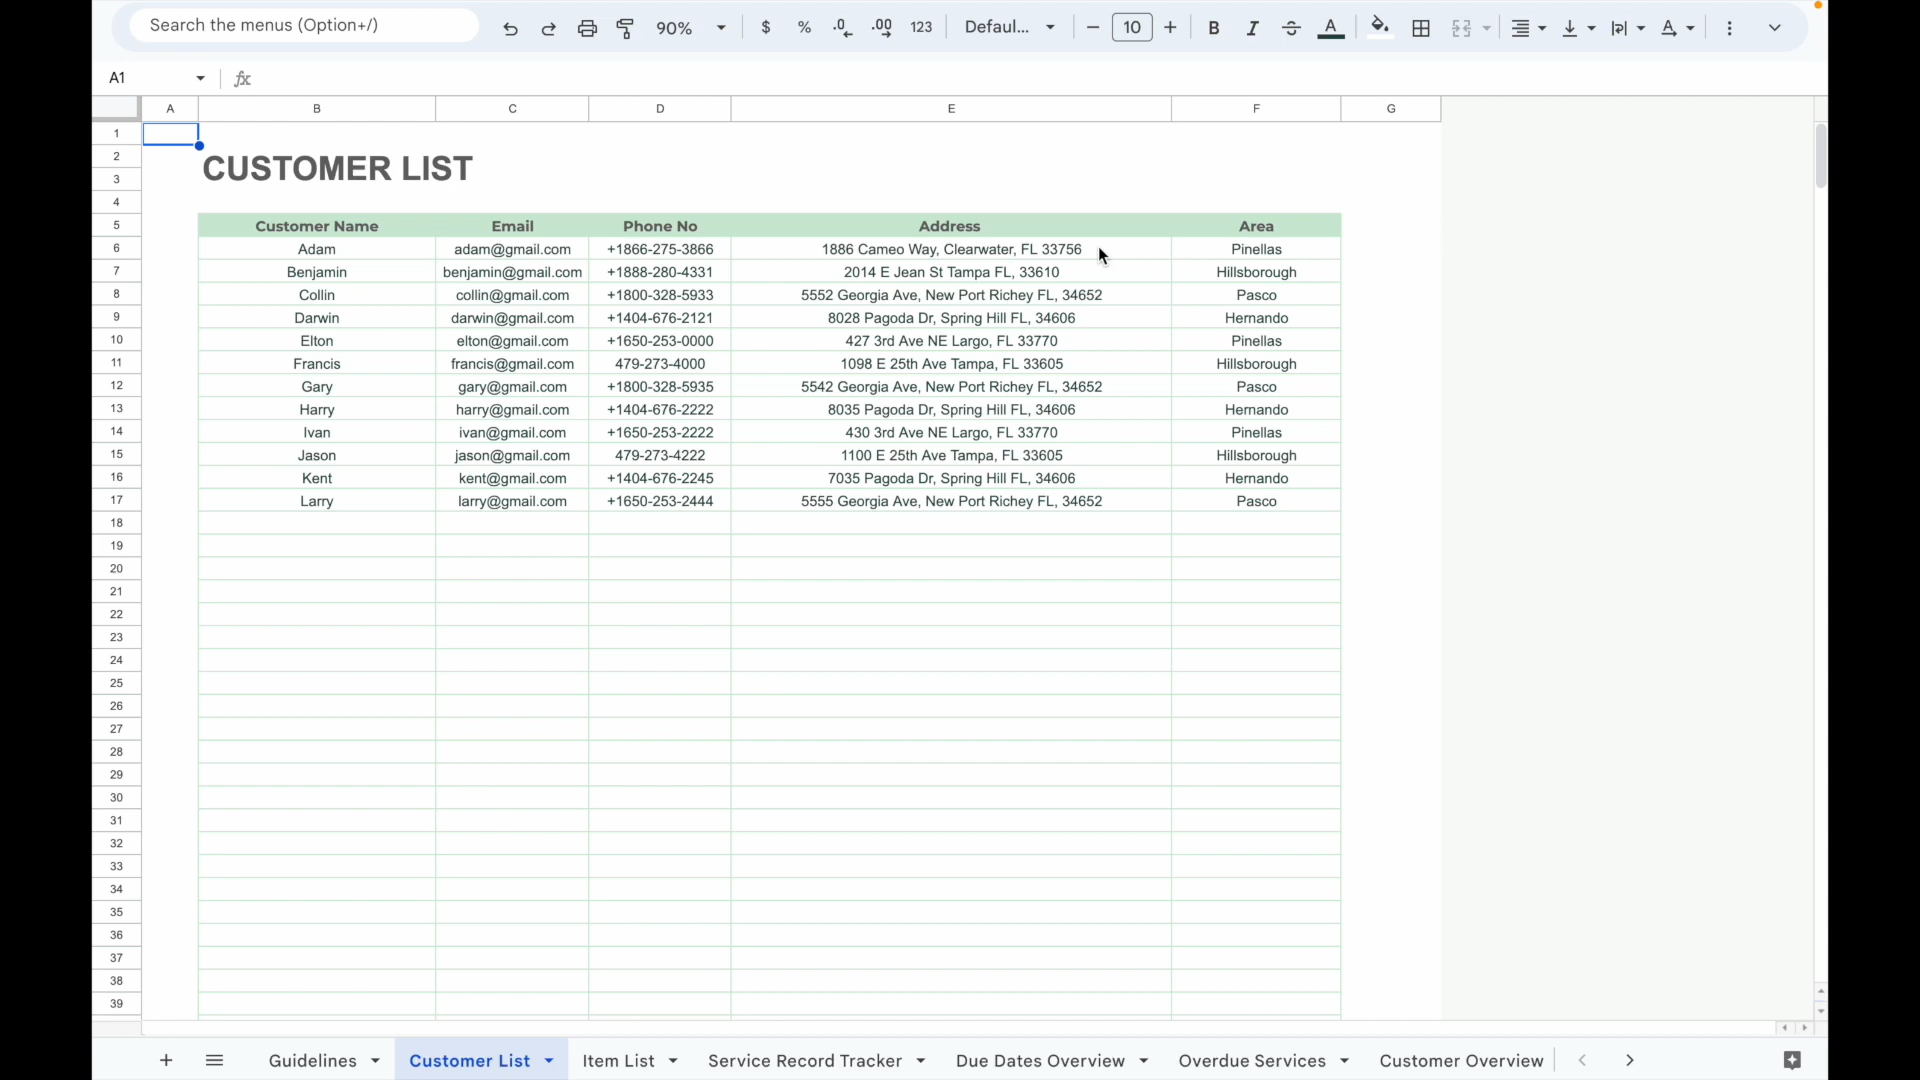 Search the menus (Option+/) 90% $ % .0 .00 123 Defaul... 10 B I A A
A1 fx
A B C D E F G
1
2 CUSTOMER LIST
3
4
5 Customer Name Email Phone No Address Area
6 Adam adam@gmail.com +1866-275-3866 1886 Cameo Way, Clearwater, FL 33756 Pinellas
7 Benjamin benjamin@gmail.com +1888-280-4331 2014 E Jean St Tampa FL, 33610 Hillsborough
8 Collin collin@gmail.com +1800-328-5933 5552 Georgia Ave, New Port Richey FL, 34652 Pasco
9 Darwin darwin@gmail.com +1404-676-2121 8028 Pagoda Dr, Spring Hill FL, 34606 Hernando
10 Elton elton@gmail.com +1650-253-0000 427 3rd Ave NE Largo, FL 33770 Pinellas
11 Francis francis@gmail.com 479-273-4000 1098 E 25th Ave Tampa, FL 33605 Hillsborough
12 Gary gary@gmail.com +1800-328-5935 5542 Georgia Ave, New Port Richey FL, 34652 Pasco
13 Harry harry@gmail.com +1404-676-2222 8035 Pagoda Dr, Spring Hill FL, 34606 Hernando
14 Ivan ivan@gmail.com +1650-253-2222 430 3rd Ave NE Largo, FL 33770 Pinellas
15 Jason jason@gmail.com 479-273-4222 1100 E 25th Ave Tampa, FL 33605 Hillsborough
16 Kent kent@gmail.com +1404-676-2245 7035 Pagoda Dr, Spring Hill FL, 34606 Hernando
17 Larry larry@gmail.com +1650-253-2444 5555 Georgia Ave, New Port Richey FL, 34652 Pasco
18
19
20
21
22
23
24
25
26
27
28
29
30
31
32
33
34
35
36
37
38
39
Guidelines Customer List Item List Service Record Tracker Due Dates Overview Overdue Services Customer Overview